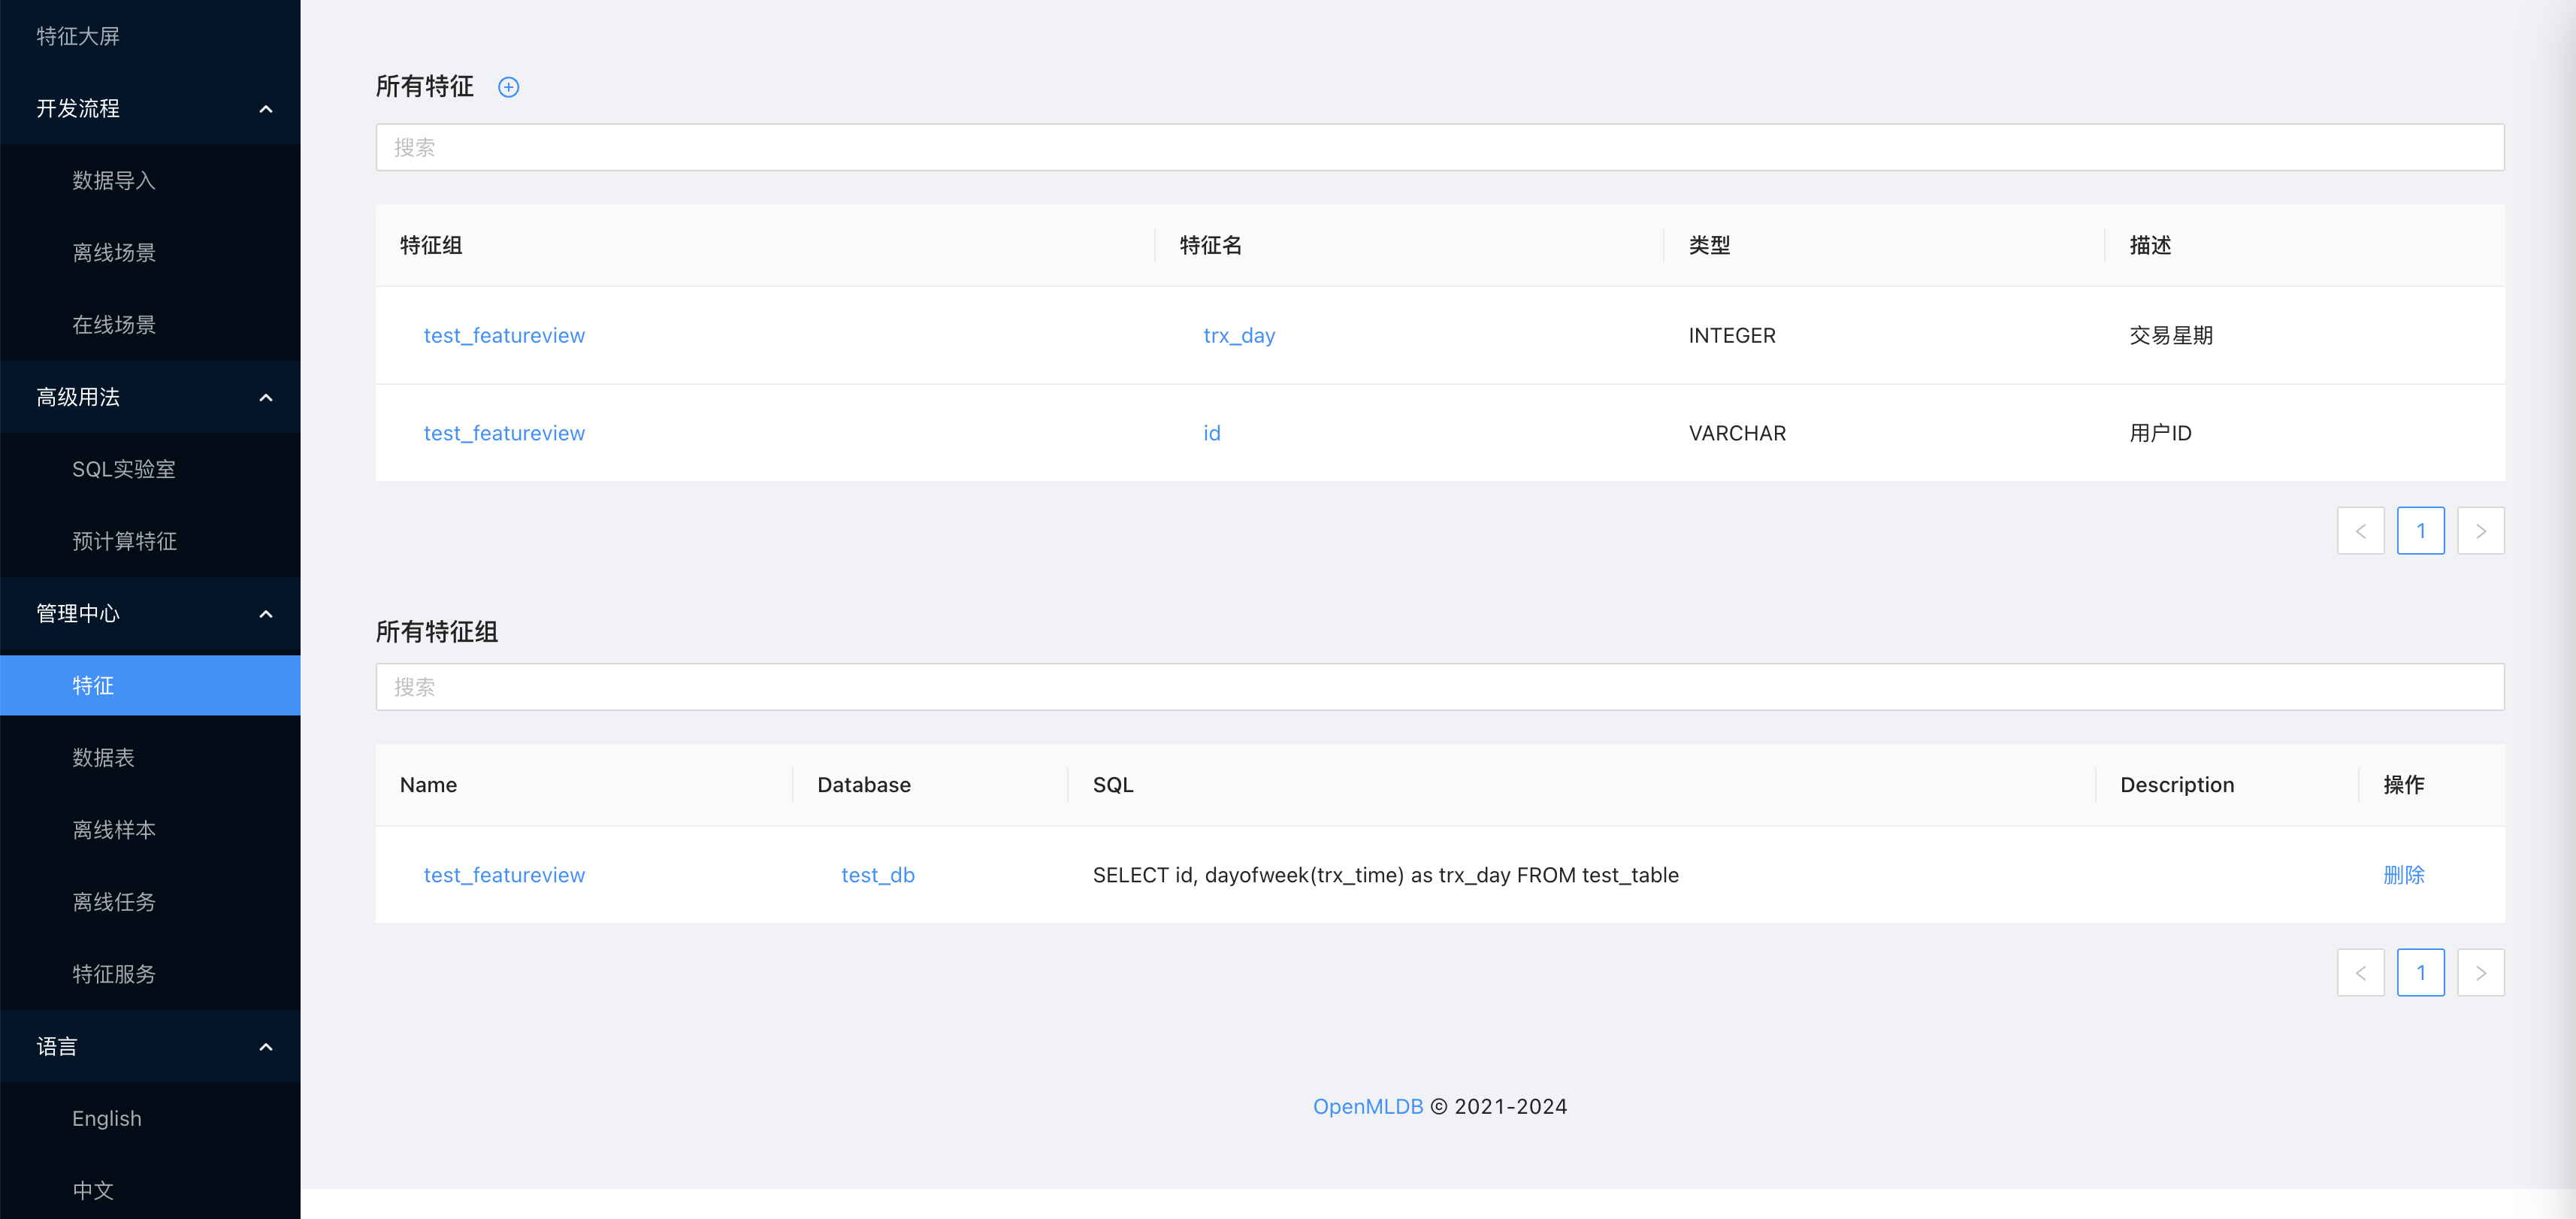 特征大屏
开发流程
数据导入
离线场景
在线场景
高级用法
SQL实验室
预计算特征
管理中心
特征
数据表
离线样本
离线任务
特征服务
语言
English
中文
所有特征
搜索
特征组 特征名 类型 描述
test_featureview trx_day INTEGER 交易星期
test_featureview id VARCHAR 用户ID
< 1 >
所有特征组
搜索
Name Database SQL Description 操作
test_featureview test_db SELECT id, dayofweek(trx_time) as trx_day FROM test_table 删除
< 1 >
OpenMLDB © 2021-2024